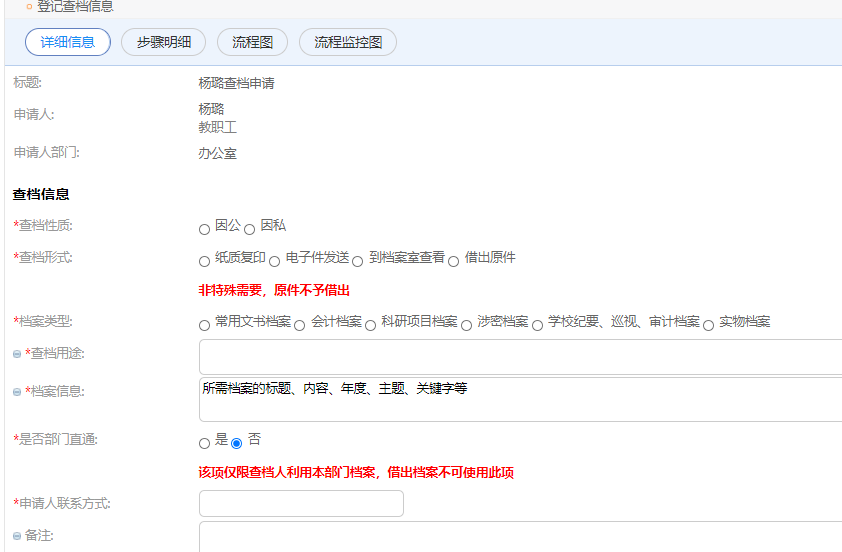 登记查档信息
详细信息 步骤明细 流程图 流程监控图
标题: 杨璐查档申请
申请人: 杨璐
教职工
申请人部门: 办公室
查档信息
*查档性质: 因公 因私
*查档形式: 纸质复印 电子件发送 到档案室查看 借出原件
非特殊需要，原件不予借出
*档案类型: 常用文书档案 会计档案 科研项目档案 涉密档案 学校纪要、巡视、审计档案 实物档案
*查档用途:
*档案信息: 所需档案的标题、内容、年度、主题、关键字等
*是否部门直通: 是 否
该项仅限查档人利用本部门档案，借出档案不可使用此项
*申请人联系方式:
备注: